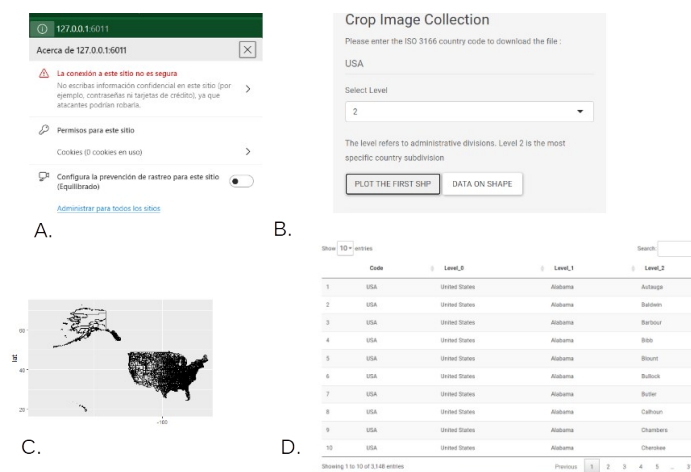 127.0.0.1:6011
Acerca de 127.0.0.1:6011
La conexión a este sitio no es segura
No escribas información confidencial en este sitio (por
ejemplo, contraseñas ni tarjetas de crédito), ya que
atacantes podrían robarla.
Permisos para este sitio
Cookies (0 cookies en uso)
Configura la prevención de rastreo para este sitio
(Equilibrado)
Administrar para todos los sitios
A.
Crop Image Collection
Please enter the ISO 3166 country code to download the file :
USA
Select Level
2
The level refers to administrative divisions. Level 2 is the most
specific country subdivision
PLOT THE FIRST SHP DATA ON SHAPE
B.
60
40
20
lat
-100
C.
Show 10 entries Search:
Code Level_0 Level_1 Level_2
1 USA United States Alabama Autauga
2 USA United States Alabama Baldwin
3 USA United States Alabama Barbour
4 USA United States Alabama Bibb
5 USA United States Alabama Blount
6 USA United States Alabama Bullock
7 USA United States Alabama Butler
8 USA United States Alabama Calhoun
9 USA United States Alabama Chambers
10 USA United States Alabama Cherokee
Showing 1 to 10 of 3,148 entries Previous 1 2 3 4 5 ...
D.